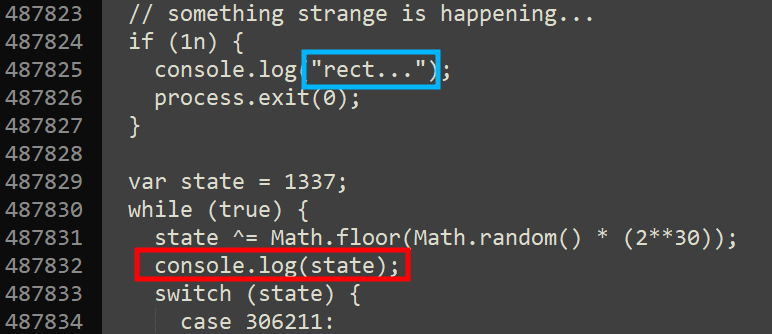 487823 // something strange is happening...
487824 if (1n) {
487825 console.log("rect...");
487826 process.exit(0);
487827 }
487828
487829 var state = 1337;
487830 while (true) {
487831 state ^= Math.floor(Math.random() * (2**30));
487832 console.log(state);
487833 switch (state) {
487834 case 306211: